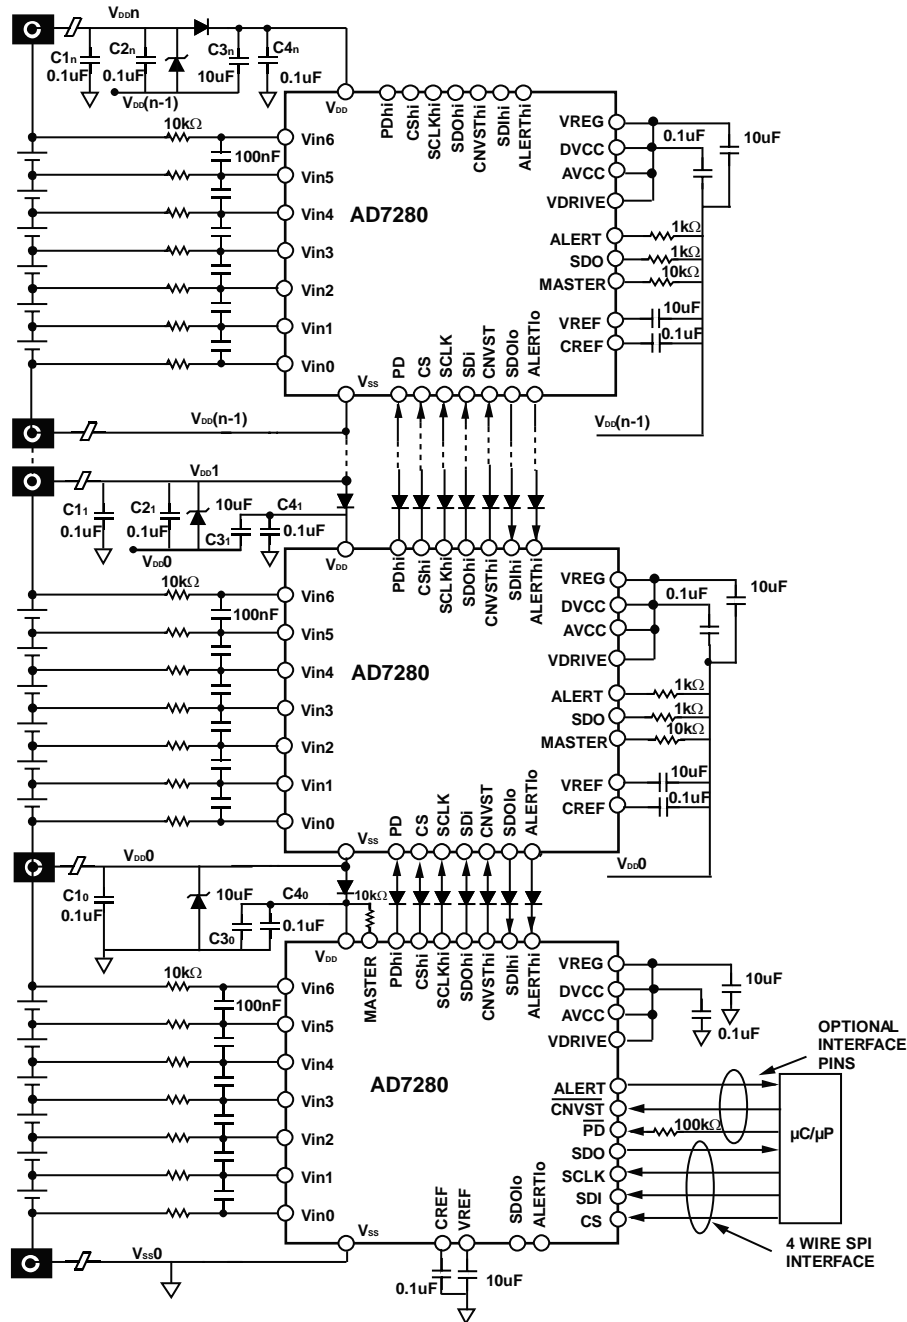 VDDn
C1n
0.1uF
C2n
0.1uF
C3n
10uF
C4n
0.1uF
VDD(n-1)
VDD
PDhi
CShi
SCLKhi
SDOhi
CNVSThi
SDIhi
ALERThi
10kΩ
100nF
Vin6
Vin5
Vin4
Vin3
Vin2
Vin1
Vin0
AD7280
VREG
DVCC
AVCC
VDRIVE
ALERT
SDO
MASTER
VREF
CREF
0.1uF
10uF
1kΩ
1kΩ
10kΩ
10uF
0.1uF
VDD(n-1)
VSS
PD
CS
SCLK
SDi
CNVST
SDOlo
ALERTlo
VDD(n-1)
VDD1
C11
0.1uF
C21
0.1uF
10uF
C31
C41
0.1uF
VDD0
VDD
PDhi
CShi
SCLKhi
SDOhi
CNVSThi
SDIhi
ALERThi
10kΩ
100nF
Vin6
Vin5
Vin4
Vin3
Vin2
Vin1
Vin0
AD7280
VREG
DVCC
AVCC
VDRIVE
ALERT
SDO
MASTER
VREF
CREF
0.1uF
10uF
1kΩ
1kΩ
10kΩ
10uF
0.1uF
VDD0
VSS
PD
CS
SCLK
SDi
CNVST
SDOlo
ALERTlo
VDD0
C10
0.1uF
10uF
C30
C40
0.1uF
10kΩ
VDD
MASTER
PDhi
CShi
SCLKhi
SDOhi
CNVSThi
SDIhi
ALERThi
10kΩ
100nF
Vin6
Vin5
Vin4
Vin3
Vin2
Vin1
Vin0
AD7280
VREG
DVCC
AVCC
VDRIVE
10uF
0.1uF
OPTIONAL
INTERFACE
PINS
ALERT
CNVST
PD
SDO
SCLK
SDI
CS
100kΩ
µC/µP
4 WIRE SPI
INTERFACE
VSS
CREF
VREF
SDOlo
ALERTlo
VSS0
0.1uF
10uF